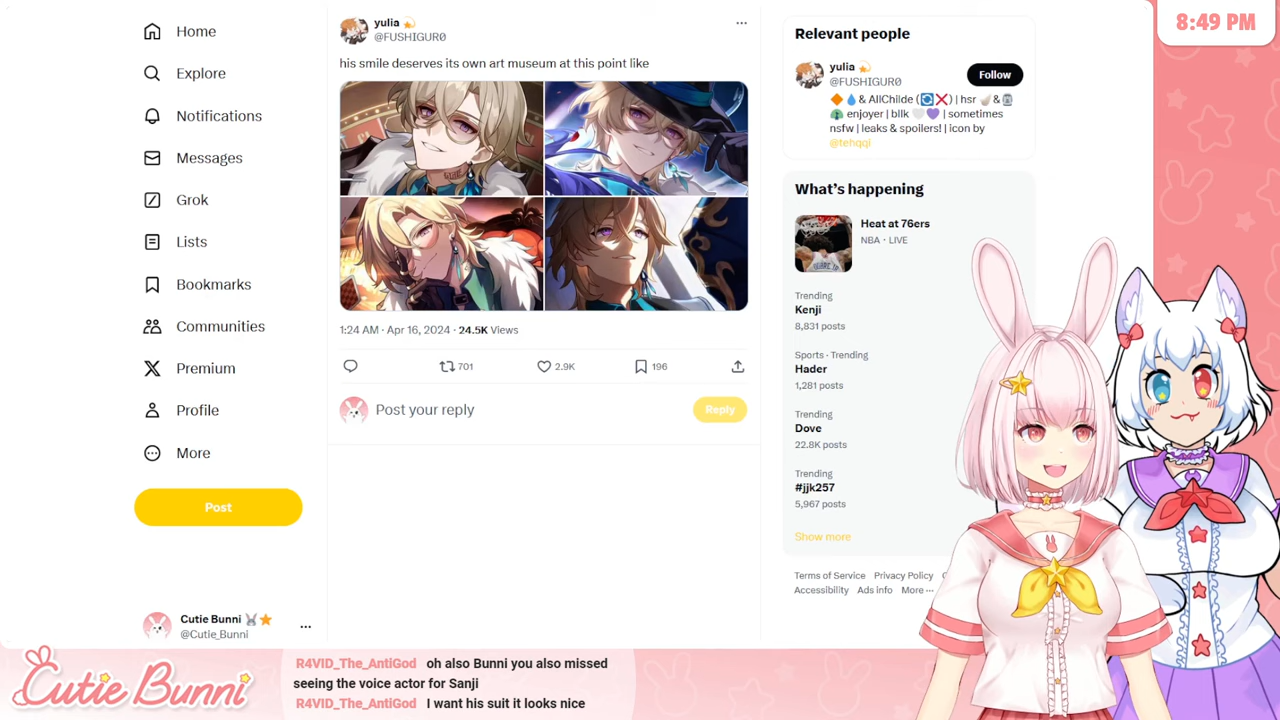 8:49 PM
Home
Explore
Notifications
Messages
Grok
Lists
Bookmarks
Communities
Premium
Profile
More
Post
Cutie Bunni
@Cutie_Bunni
yulia
@FUSHIGUR0
his smile deserves its own art museum at this point like
1:24 AM · Apr 16, 2024 · 24.5K Views
701
2.9K
196
Post your reply
Reply
Relevant people
yulia
@FUSHIGUR0
Follow
& AllChilde ( ) | hsr &
enjoyer | bllk | sometimes
nsfw | leaks & spoilers! | icon by
@tehqqi
What's happening
Heat at 76ers
NBA · LIVE
Trending
Kenji
8,831 posts
Sports · Trending
Hader
1,281 posts
Trending
Dove
22.8K posts
Trending
#jjk257
5,967 posts
Show more
Terms of Service Privacy Policy
Accessibility Ads info More ···
Cutie Bunni
R4VID_The_AntiGod oh also Bunni you also missed
seeing the voice actor for Sanji
R4VID_The_AntiGod I want his suit it looks nice